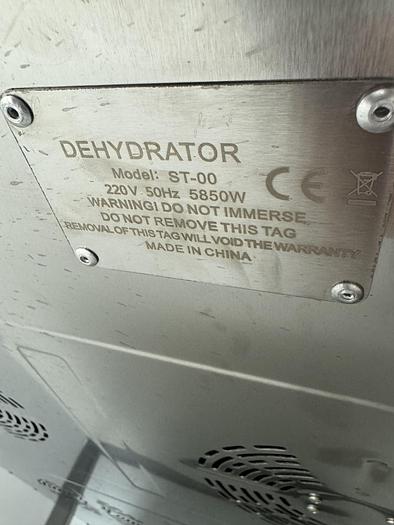 DEHYDRATOR
Model: ST-00
220V 50Hz 5850W
CE
WARNING! DO NOT IMMERSE,
DO NOT REMOVE THIS TAG
REMOVAL OF THIS TAG WILL VOID THE WARRANTY
MADE IN CHINA